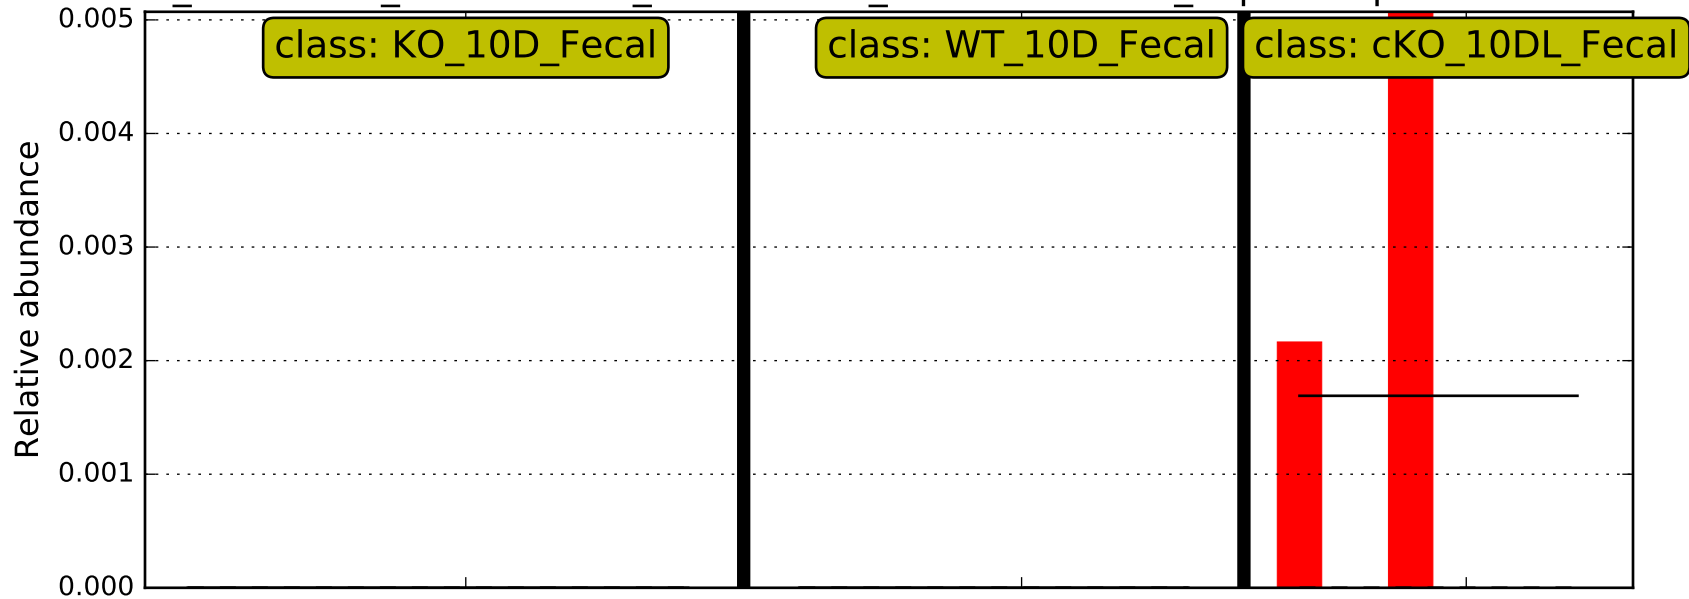 0.005
class: KO_10D_Fecal
class: WT_10D_Fecal
class: cKO_10DL_Fecal
0.004
0.003
0.002
0.001
0.000
Relative abundance